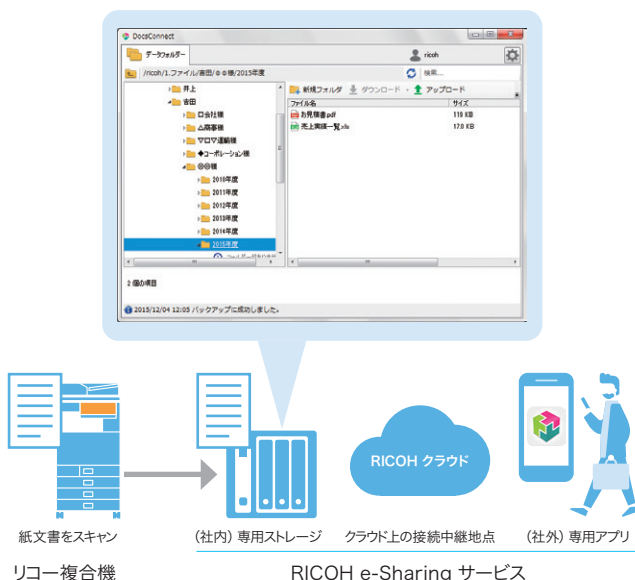 DocsConnect
データフォルダー
ricoh
/ricoh/1.ファイル/吉田/◎◎様/2015年度
検索...
井上
吉田
口会社様
△商事様
▽ロ▽運輸様
◆コーポレーション様
◎◎様
2010年度
2011年度
2012年度
2013年度
2014年度
2015年度
新規フォルダ ダウンロード アップロード
ファイル名 サイズ
お見積書.pdf 119 KB
売上実績一覧.xls 17.0 KB
2 個の項目
2015/12/04 12:05 バックアップに成功しました。
RICOH クラウド
紙文書をスキャン
(社内) 専用ストレージ
クラウド上の接続中継地点
(社外) 専用アプリ
リコー複合機
RICOH e-Sharing サービス